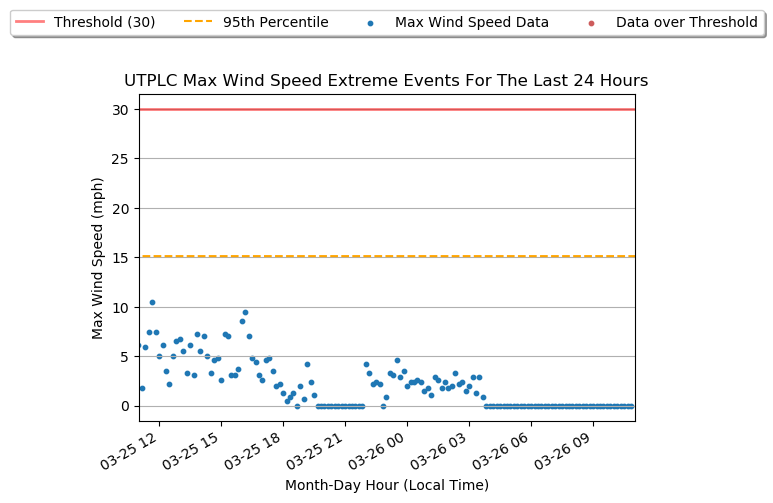 Threshold (30) 95th Percentile Max Wind Speed Data Data over Threshold
UTPLC Max Wind Speed Extreme Events For The Last 24 Hours
30
25
20
15
10
5
0
Max Wind Speed (mph)
03-25 12 03-25 15 03-25 18 03-25 21 03-26 00 03-26 03 03-26 06 03-26 09
Month-Day Hour (Local Time)